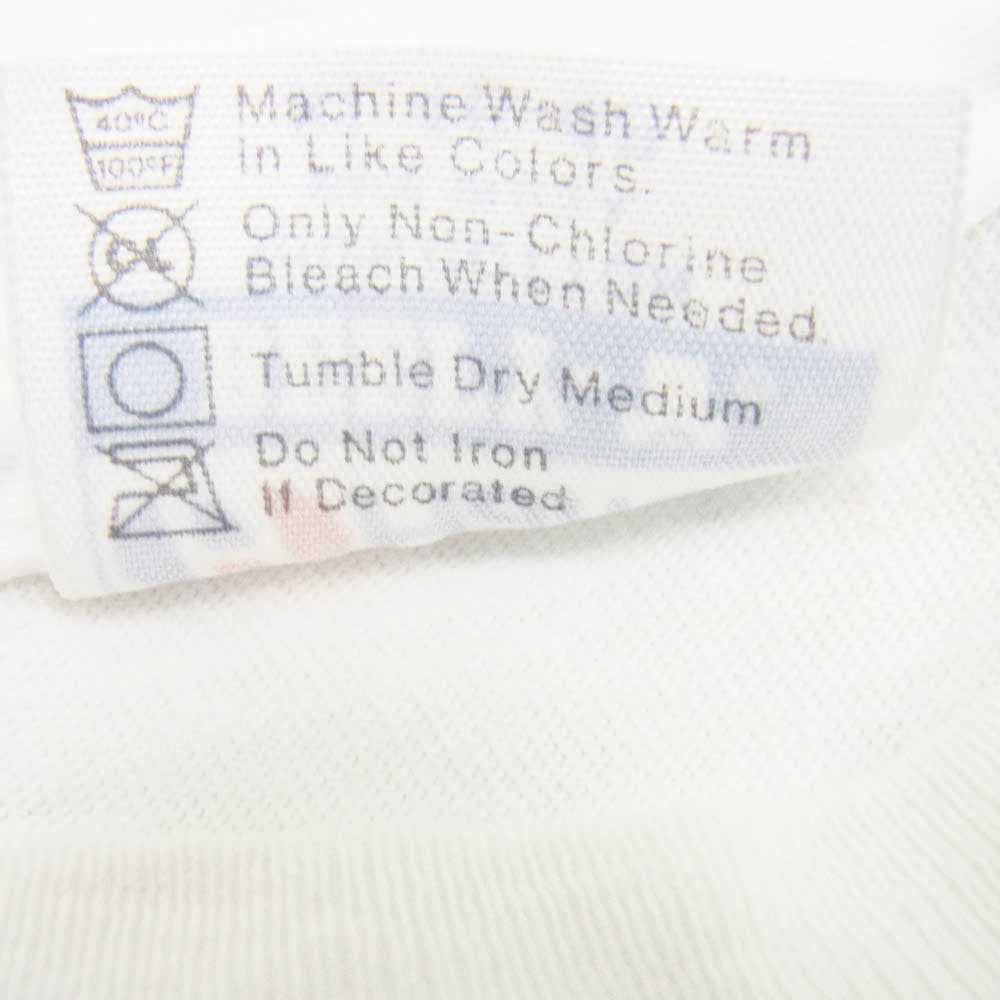 40°C
100°F
Machine Wash Warm
in Like Colors.
CL
Only Non-Chlorine
Bleach When Needed.
Tumble Dry Medium
Do Not Iron
If Decorated